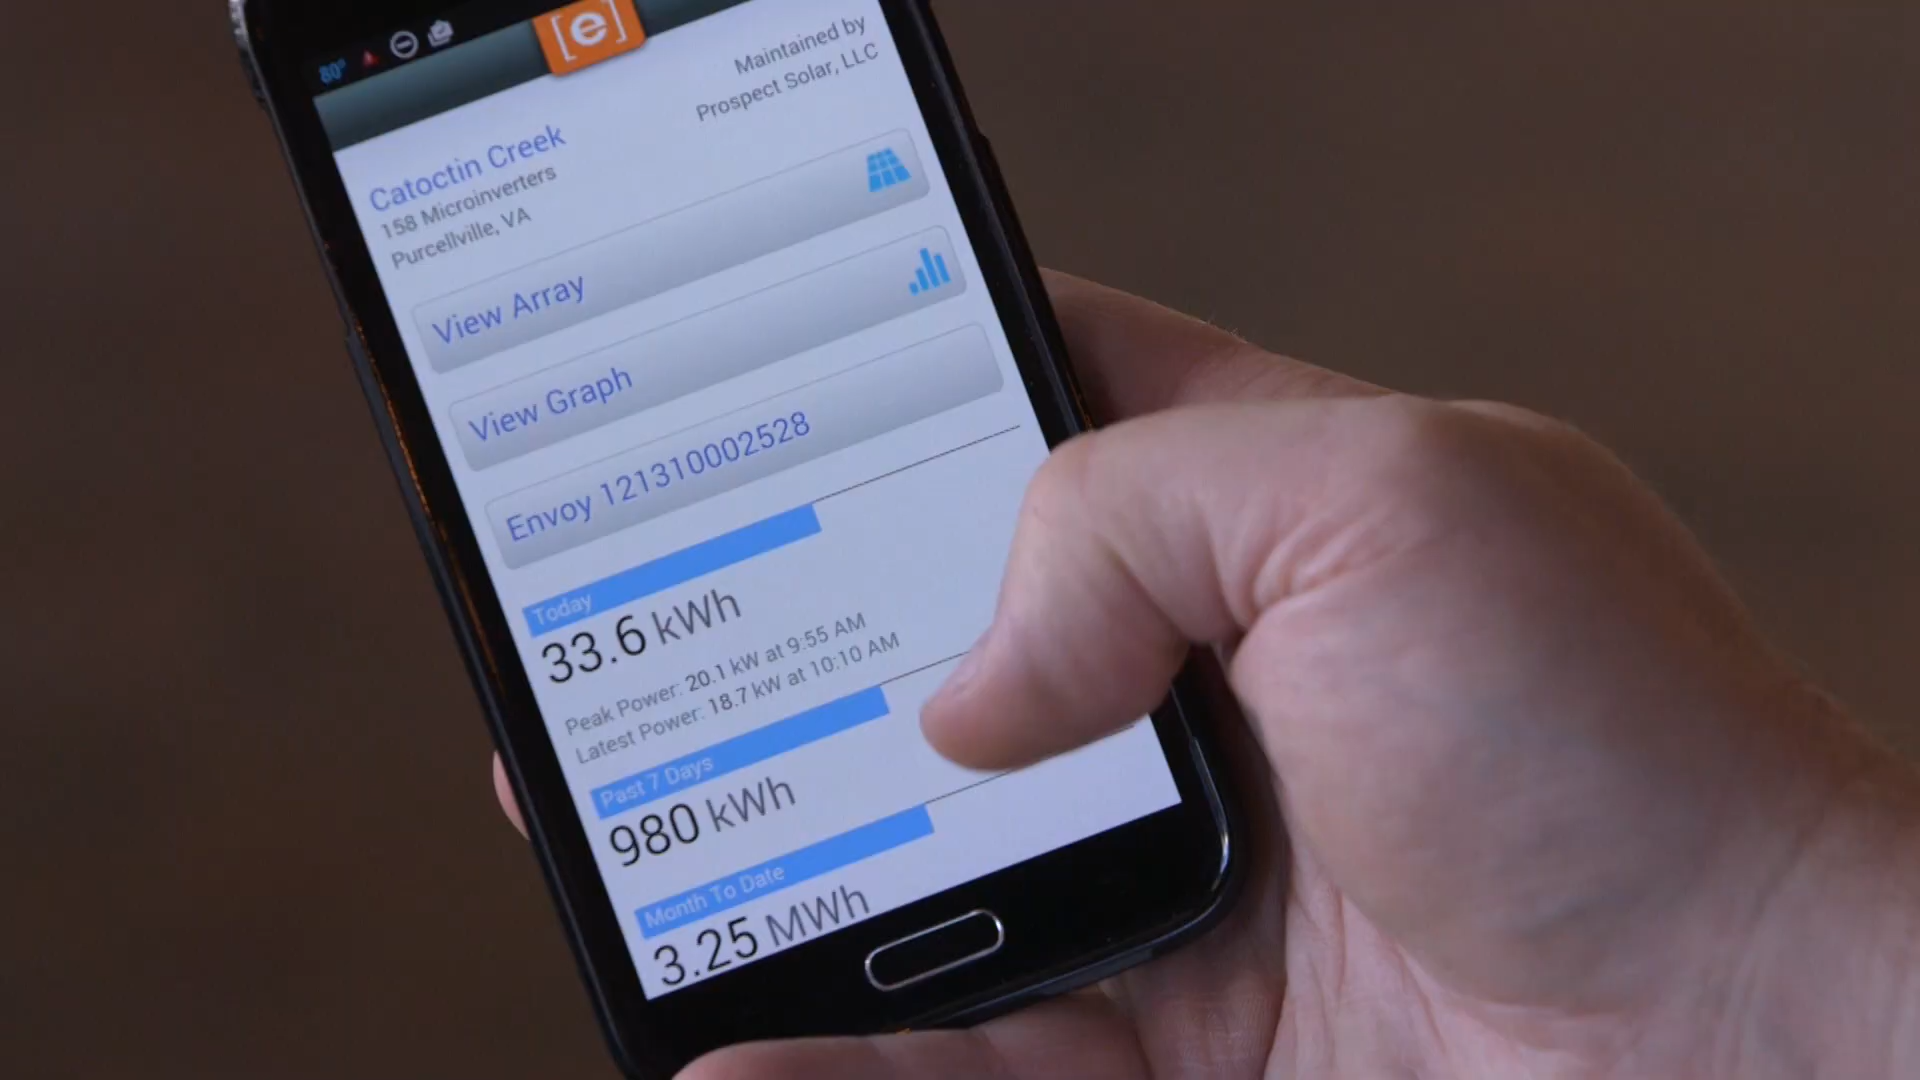 80°
[e]
Maintained by
Prospect Solar, LLC
Catoctin Creek
158 Microinverters
Purcellville, VA
View Array
View Graph
Envoy 121310002528
Today
33.6 kWh
Peak Power: 20.1 kW at 9:55 AM
Latest Power: 18.7 kW at 10:10 AM
Past 7 Days
980 kWh
Month To Date
3.25 MWh